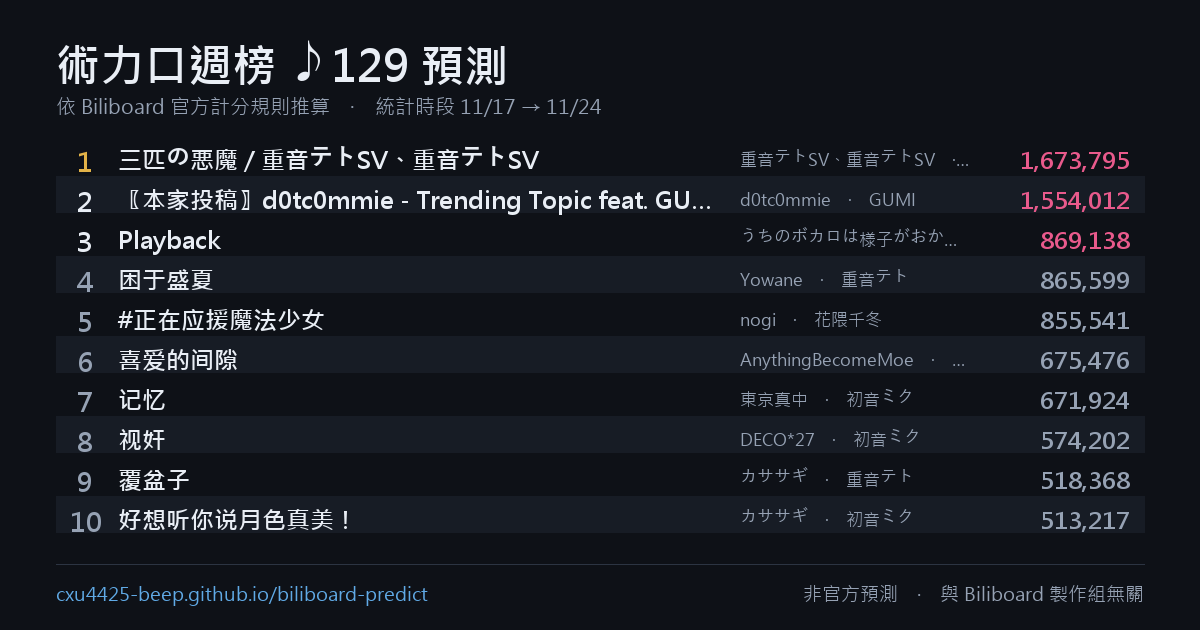 術力口週榜 ♪129 預測
依 Biliboard 官方計分規則推算 · 統計時段 11/17 → 11/24
1 三匹の悪魔 / 重音テトSV、重音テトSV 重音テトSV、重音テトSV ·... 1,673,795
2 〖本家投稿〗d0tc0mmie - Trending Topic feat. GU... d0tc0mmie · GUMI 1,554,012
3 Playback うちのボカロは様子がおか... 869,138
4 困于盛夏 Yowane · 重音テト 865,599
5 #正在应援魔法少女 nogi · 花隈千冬 855,541
6 喜爱的间隙 AnythingBecomeMoe · ... 675,476
7 记忆 東京真中 · 初音ミク 671,924
8 视奸 DECO*27 · 初音ミク 574,202
9 覆盆子 カササギ · 重音テト 518,368
10 好想听你说月色真美！ カササギ · 初音ミク 513,217
cxu4425-beep.github.io/biliboard-predict 非官方預測 · 與 Biliboard 製作組無關